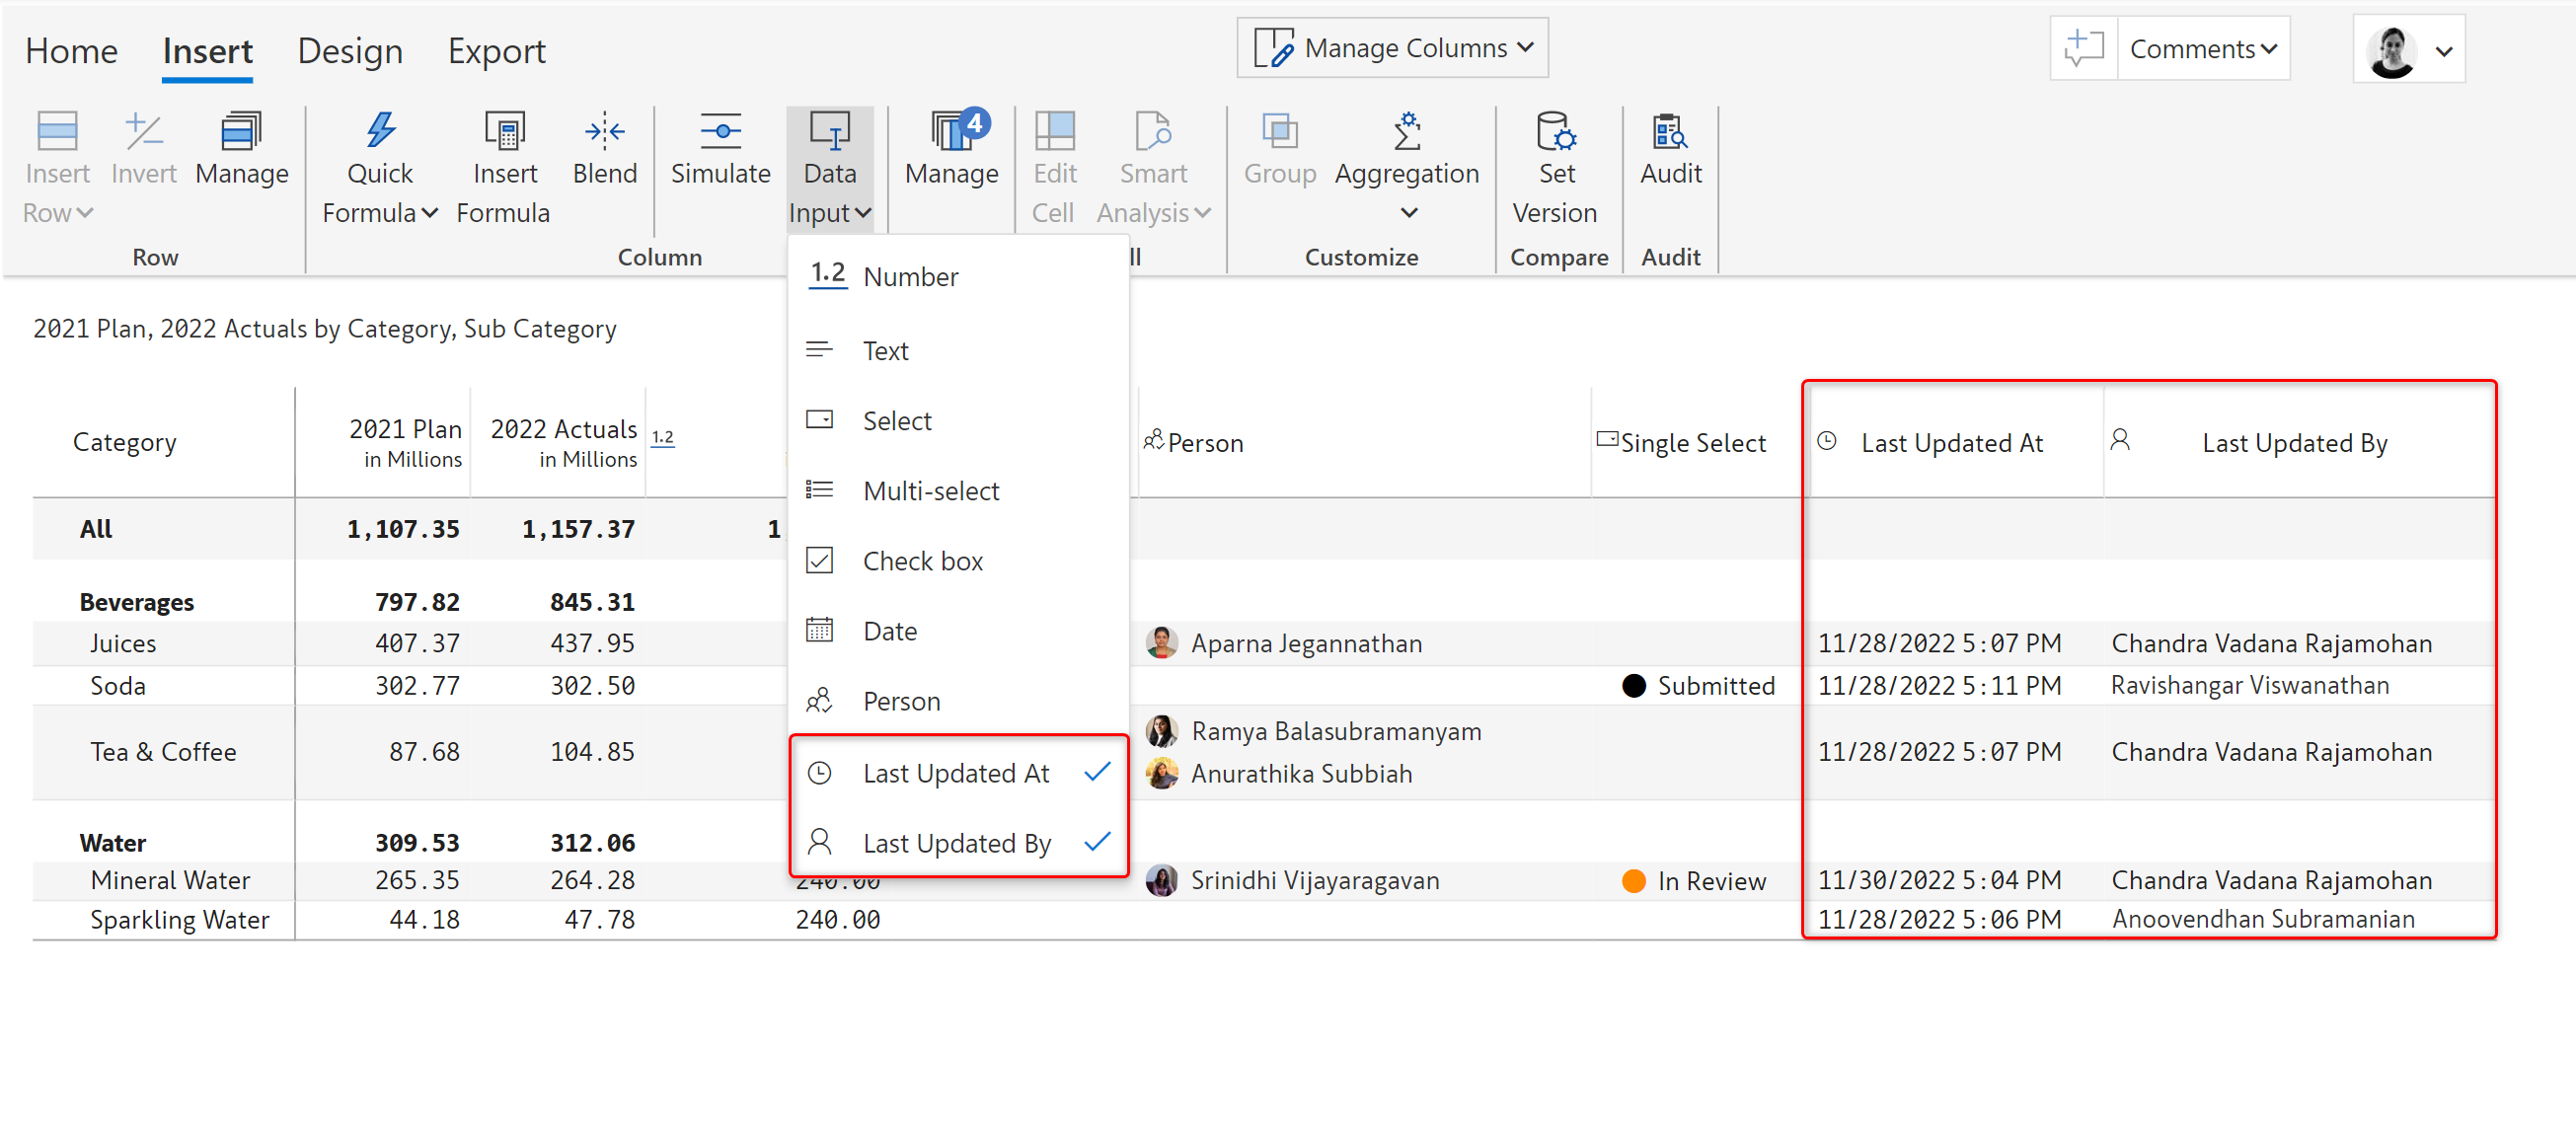 Home Insert Design Export Manage Columns Comments
4
Insert Row Invert Manage Quick Formula Insert Formula Blend Simulate Data Input Manage Edit Cell Smart Analysis Group Aggregation Set Version Audit
Row Column ll Customize Compare Audit
1.2 Number
Text
Select
Multi-select
Check box
Date
Person
Last Updated At
Last Updated By
2021 Plan, 2022 Actuals by Category, Sub Category
Category 2021 Plan in Millions 2022 Actuals in Millions 1.2 Person Single Select Last Updated At Last Updated By
All 1,107.35 1,157.37 1
Beverages 797.82 845.31
Juices 407.37 437.95 Aparna Jegannathan 11/28/2022 5:07 PM Chandra Vadana Rajamohan
Soda 302.77 302.50 Submitted 11/28/2022 5:11 PM Ravishangar Viswanathan
Tea & Coffee 87.68 104.85 Ramya Balasubramanyam Anurathika Subbiah 11/28/2022 5:07 PM Chandra Vadana Rajamohan
Water 309.53 312.06
Mineral Water 265.35 264.28 240.00 Srinidhi Vijayaragavan In Review 11/30/2022 5:04 PM Chandra Vadana Rajamohan
Sparkling Water 44.18 47.78 240.00 11/28/2022 5:06 PM Anoovendhan Subramanian